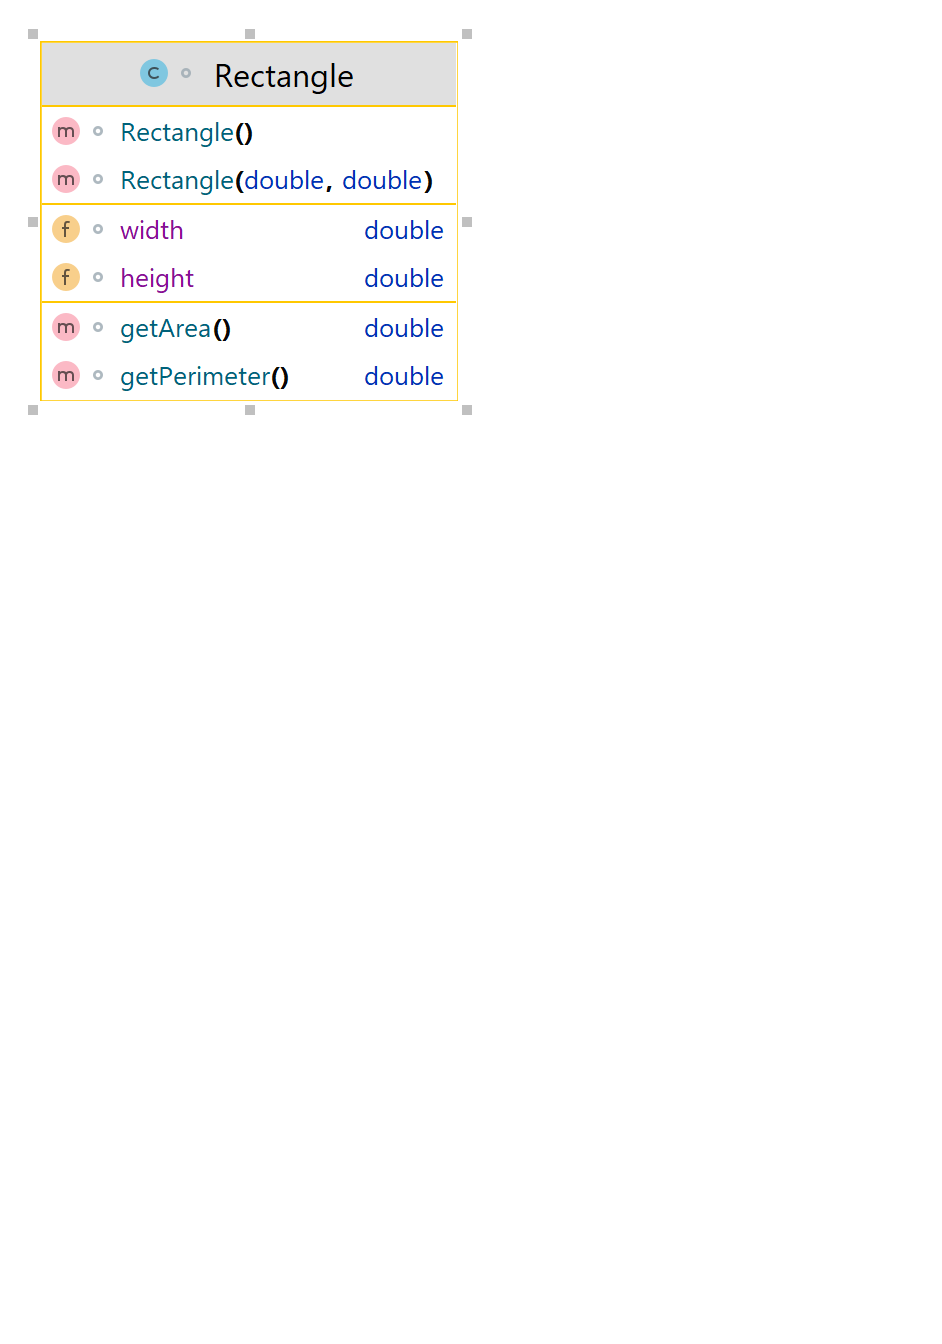 C Rectangle
m Rectangle()
m Rectangle(double, double)
f width double
f height double
m getArea() double
m getPerimeter() double